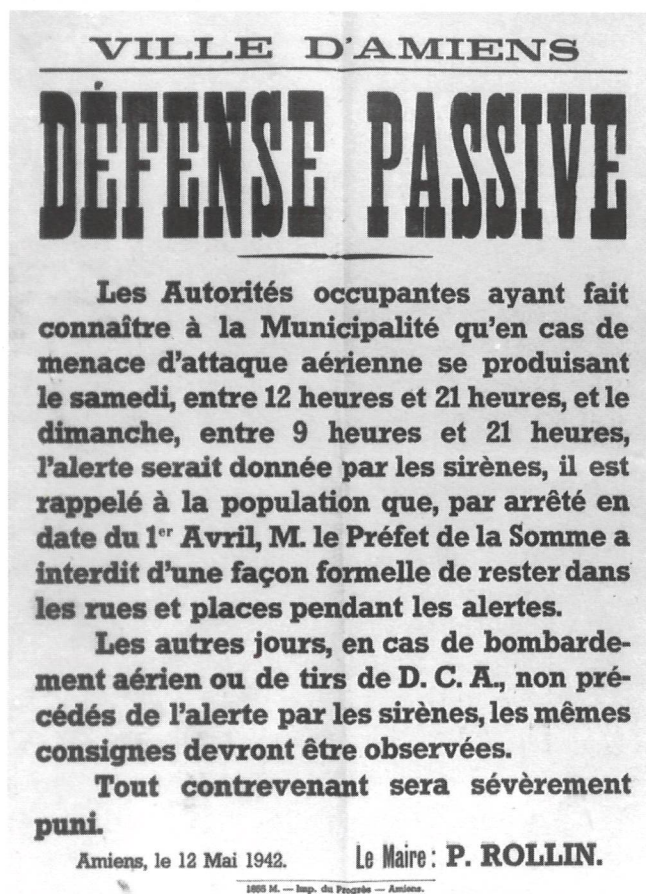 VILLE D'AMIENS
DÉFENSE PASSIVE
Les Autorités occupantes ayant fait
connaître à la Municipalité qu'en cas de
menace d'attaque aérienne se produisant
le samedi, entre 12 heures et 21 heures, et le
dimanche, entre 9 heures et 21 heures,
l'alerte serait donnée par les sirènes, il est
rappelé à la population que, par arrêté en
date du 1er Avril, M. le Préfet de la Somme a
interdit d'une façon formelle de rester dans
les rues et places pendant les alertes.
Les autres jours, en cas de bombarde-
ment aérien ou de tirs de D. C. A., non pré-
cédés de l'alerte par les sirènes, les mêmes
consignes devront être observées.
Tout contrevenant sera sévèrement
puni.
Amiens, le 12 Mai 1942. Le Maire : P. ROLLIN.
1855 M. — Imp. du Progrès — Amiens.